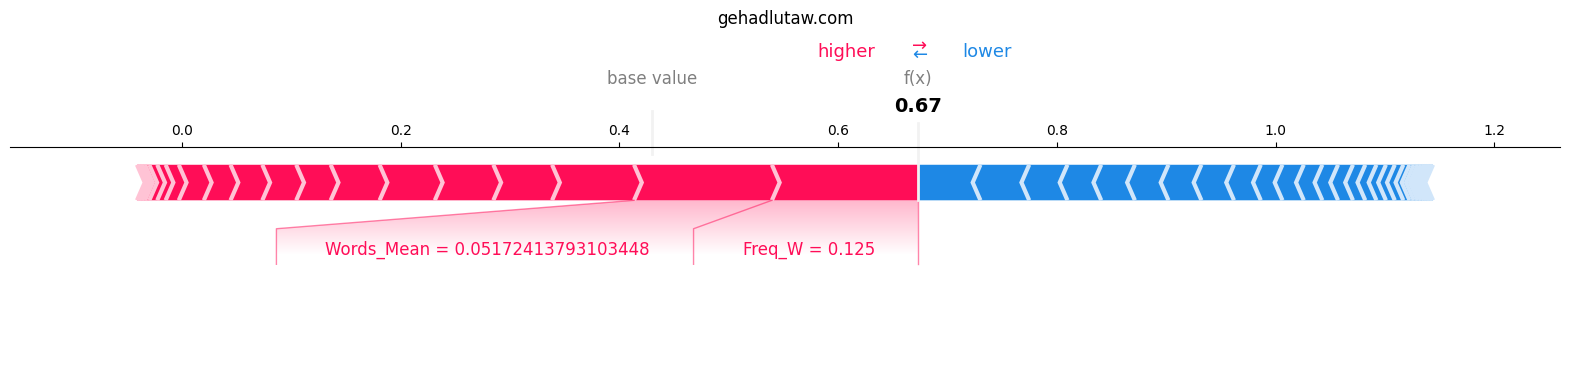 gehadlutaw.com
higher → ← lower
base value f(x)
0.67
0.0 0.2 0.4 0.6 0.8 1.0 1.2
Words_Mean = 0.05172413793103448 Freq_W = 0.125